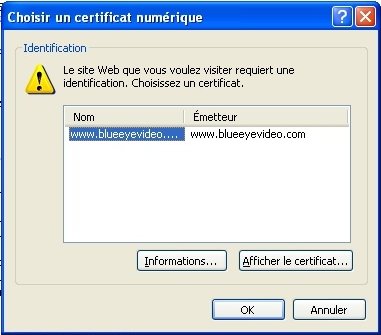 Choisir un certificat numérique
Identification
Le site Web que vous voulez visiter requiert une
identification. Choisissez un certificat.
Nom Émetteur
www.blueeyevideo.... www.blueeyevideo.com
Informations... Afficher le certificat...
OK Annuler